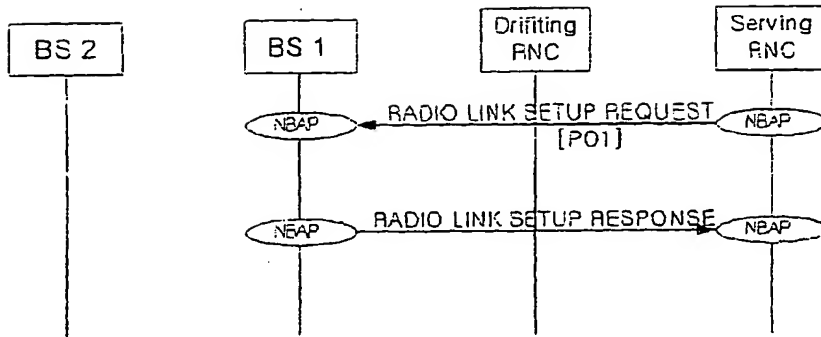 BS 2
BS 1
Drifiting
RNC
Serving
RNC
NBAP
RADIO LINK SETUP REQUEST
NBAP
[PO1]
NBAP
RADIO LINK SETUP RESPONSE
NBAP